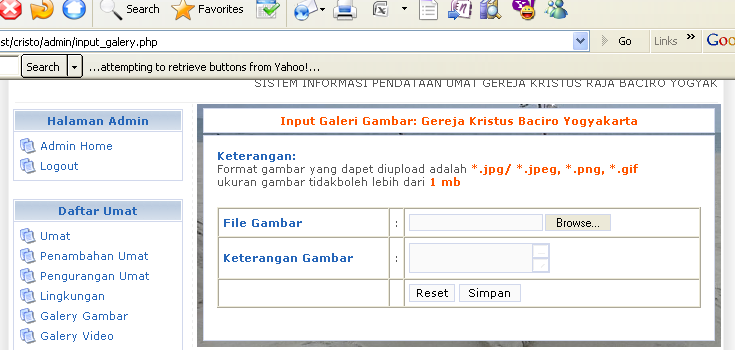 Search
Favorites
st/cristo/admin/input_galery.php
Go
Links
»
Search
...attempting to retrieve buttons from Yahoo!...
SISTEM INFORMASI PENDATAAN UMAT GEREJA KRISTUS RAJA BACIRO YOGYAK
Halaman Admin
Admin Home
Logout
Daftar Umat
Umat
Penambahan Umat
Pengurangan Umat
Lingkungan
Galery Gambar
Galery Video
Input Galeri Gambar: Gereja Kristus Baciro Yogyakarta
Keterangan:
Format gambar yang dapet diupload adalah *.jpg/ *.jpeg, *.png, *.gif
ukuran gambar tidakboleh lebih dari 1 mb
File Gambar : Browse...
Keterangan Gambar :
Reset Simpan